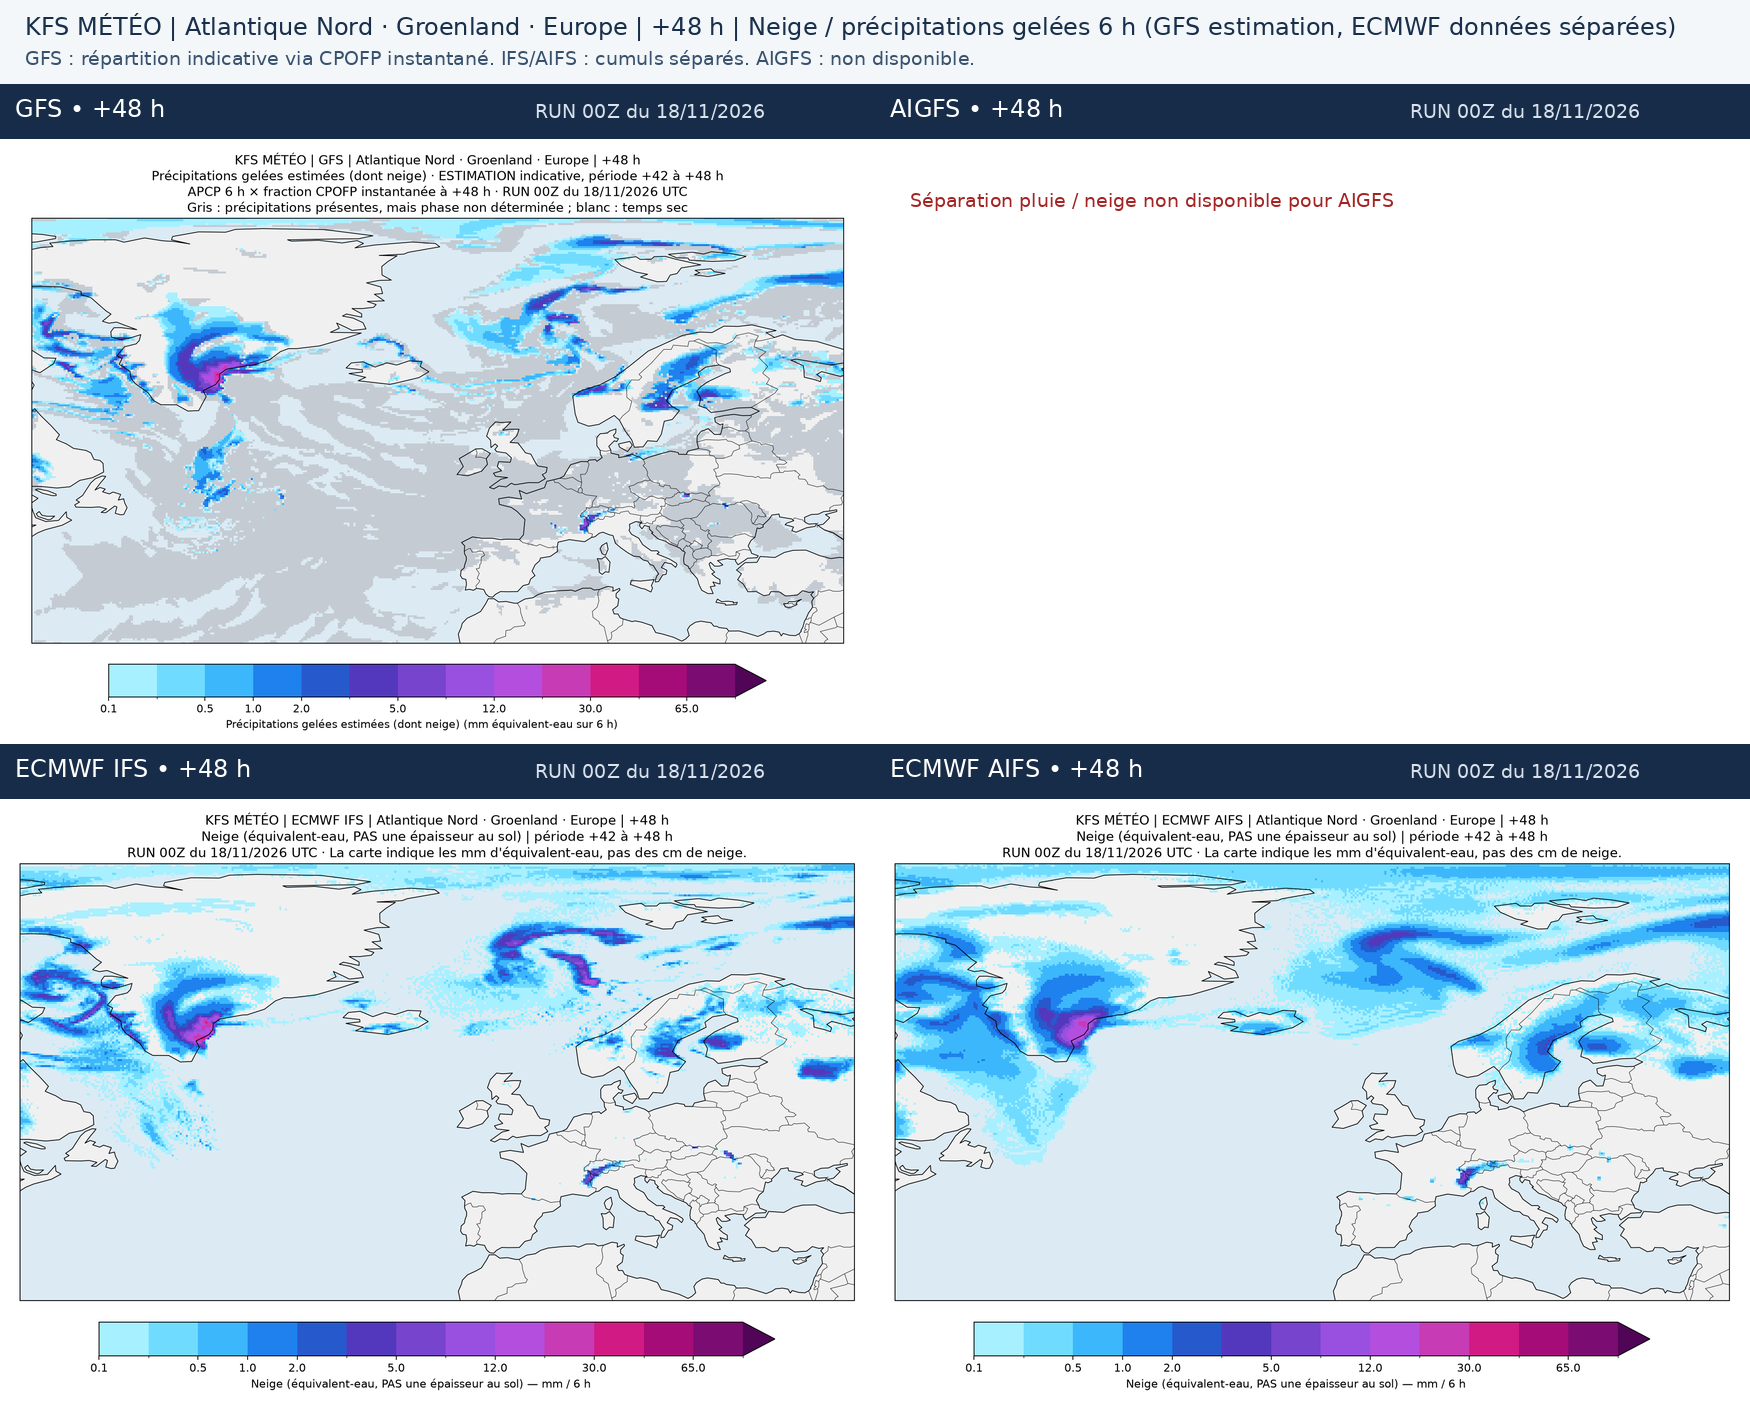 KFS MÉTÉO | Atlantique Nord · Groenland · Europe | +48 h | Neige / précipitations gelées 6 h (GFS estimation, ECMWF données séparées)
GFS : répartition indicative via CPOFP instantané. IFS/AIFS : cumuls séparés. AIGFS : non disponible.
GFS • +48 h
RUN 00Z du 18/11/2026
AIGFS • +48 h
RUN 00Z du 18/11/2026
KFS MÉTÉO | GFS | Atlantique Nord · Groenland · Europe | +48 h
Précipitations gelées estimées (dont neige) · ESTIMATION indicative, période +42 à +48 h
APCP 6 h × fraction CPOFP instantanée à +48 h · RUN 00Z du 18/11/2026 UTC
Gris : précipitations présentes, mais phase non déterminée ; blanc : temps sec
Séparation pluie / neige non disponible pour AIGFS
0.1 0.5 1.0 2.0 5.0 12.0 30.0 65.0
Précipitations gelées estimées (dont neige) (mm équivalent-eau sur 6 h)
ECMWF IFS • +48 h
RUN 00Z du 18/11/2026
ECMWF AIFS • +48 h
RUN 00Z du 18/11/2026
KFS MÉTÉO | ECMWF IFS | Atlantique Nord · Groenland · Europe | +48 h
Neige (équivalent-eau, PAS une épaisseur au sol) | période +42 à +48 h
RUN 00Z du 18/11/2026 UTC · La carte indique les mm d'équivalent-eau, pas des cm de neige.
0.1 0.5 1.0 2.0 5.0 12.0 30.0 65.0
Neige (équivalent-eau, PAS une épaisseur au sol) — mm / 6 h
KFS MÉTÉO | ECMWF AIFS | Atlantique Nord · Groenland · Europe | +48 h
Neige (équivalent-eau, PAS une épaisseur au sol) | période +42 à +48 h
RUN 00Z du 18/11/2026 UTC · La carte indique les mm d'équivalent-eau, pas des cm de neige.
0.1 0.5 1.0 2.0 5.0 12.0 30.0 65.0
Neige (équivalent-eau, PAS une épaisseur au sol) — mm / 6 h